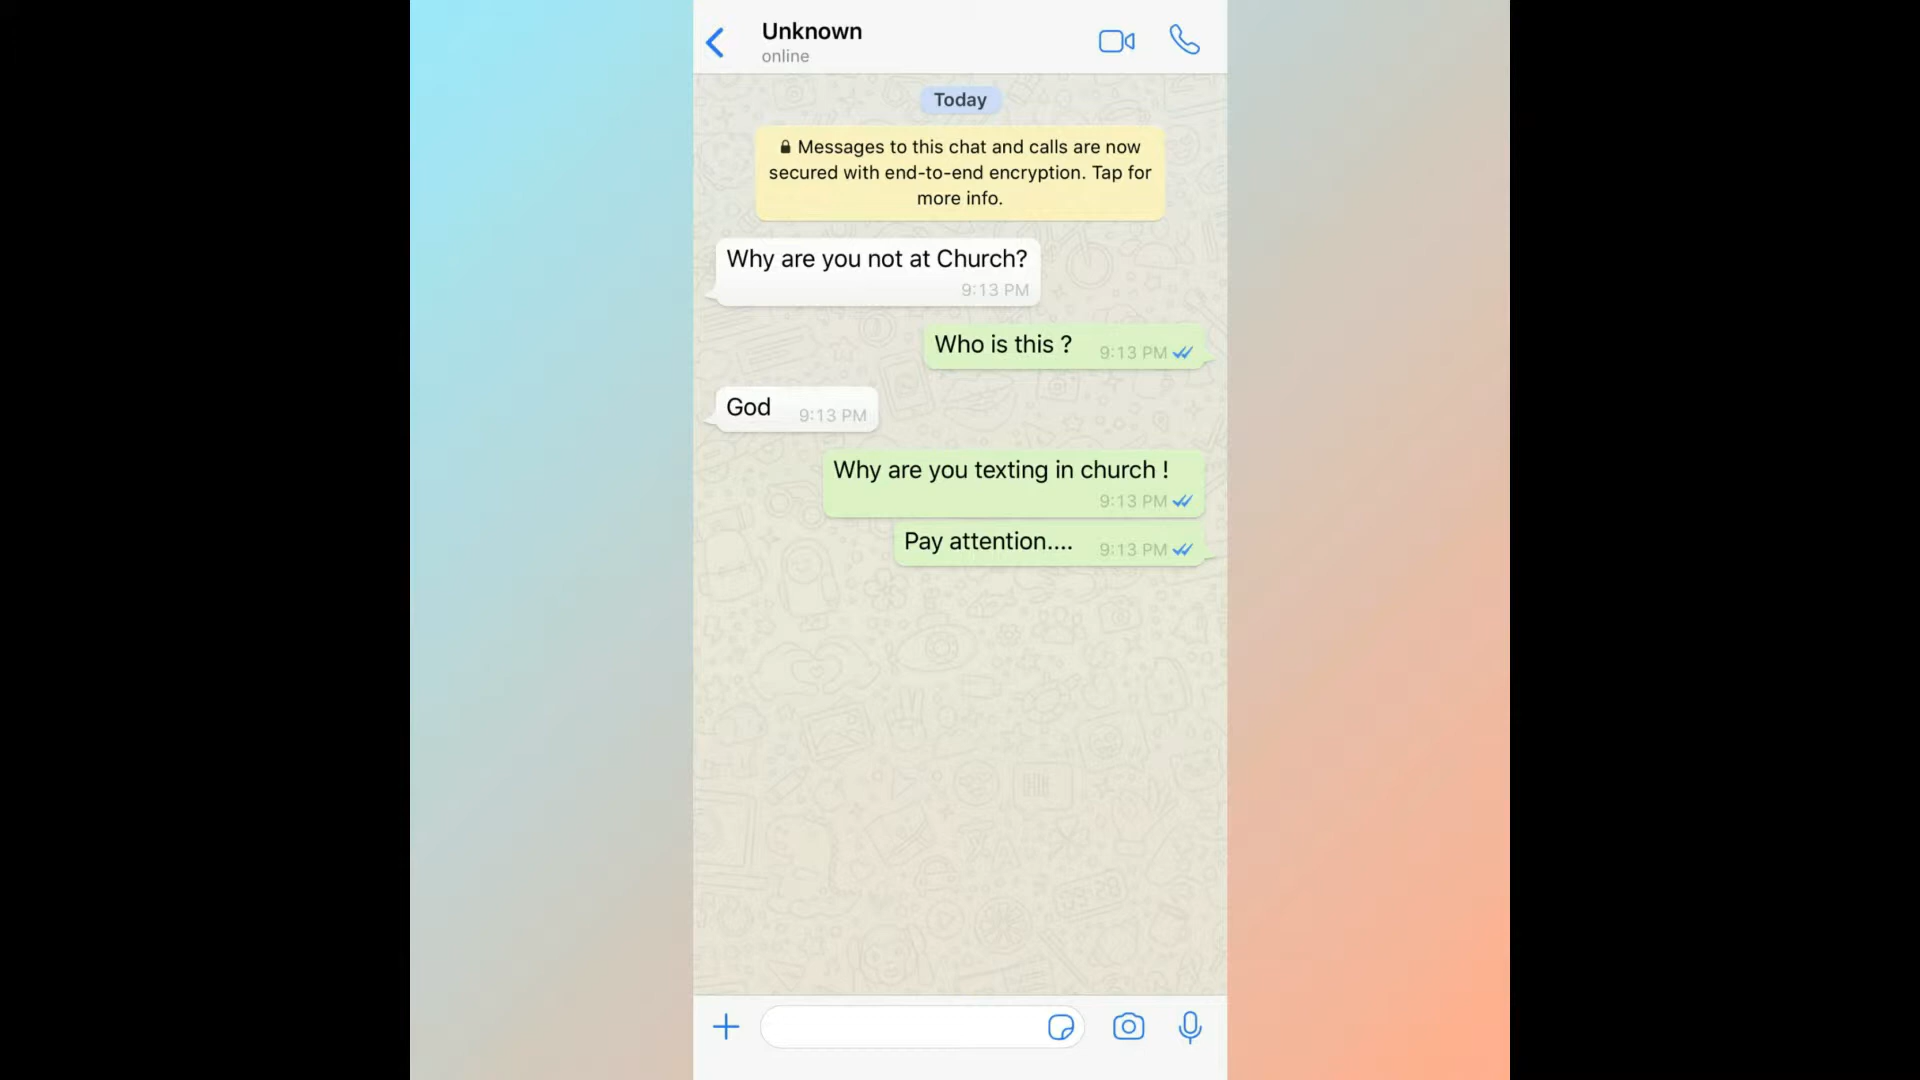 Unknown
online
Today
Messages to this chat and calls are now
secured with end-to-end encryption. Tap for
more info.
Why are you not at Church?
9:13 PM
Who is this ? 9:13 PM
God 9:13 PM
Why are you texting in church !
9:13 PM
Pay attention.... 9:13 PM